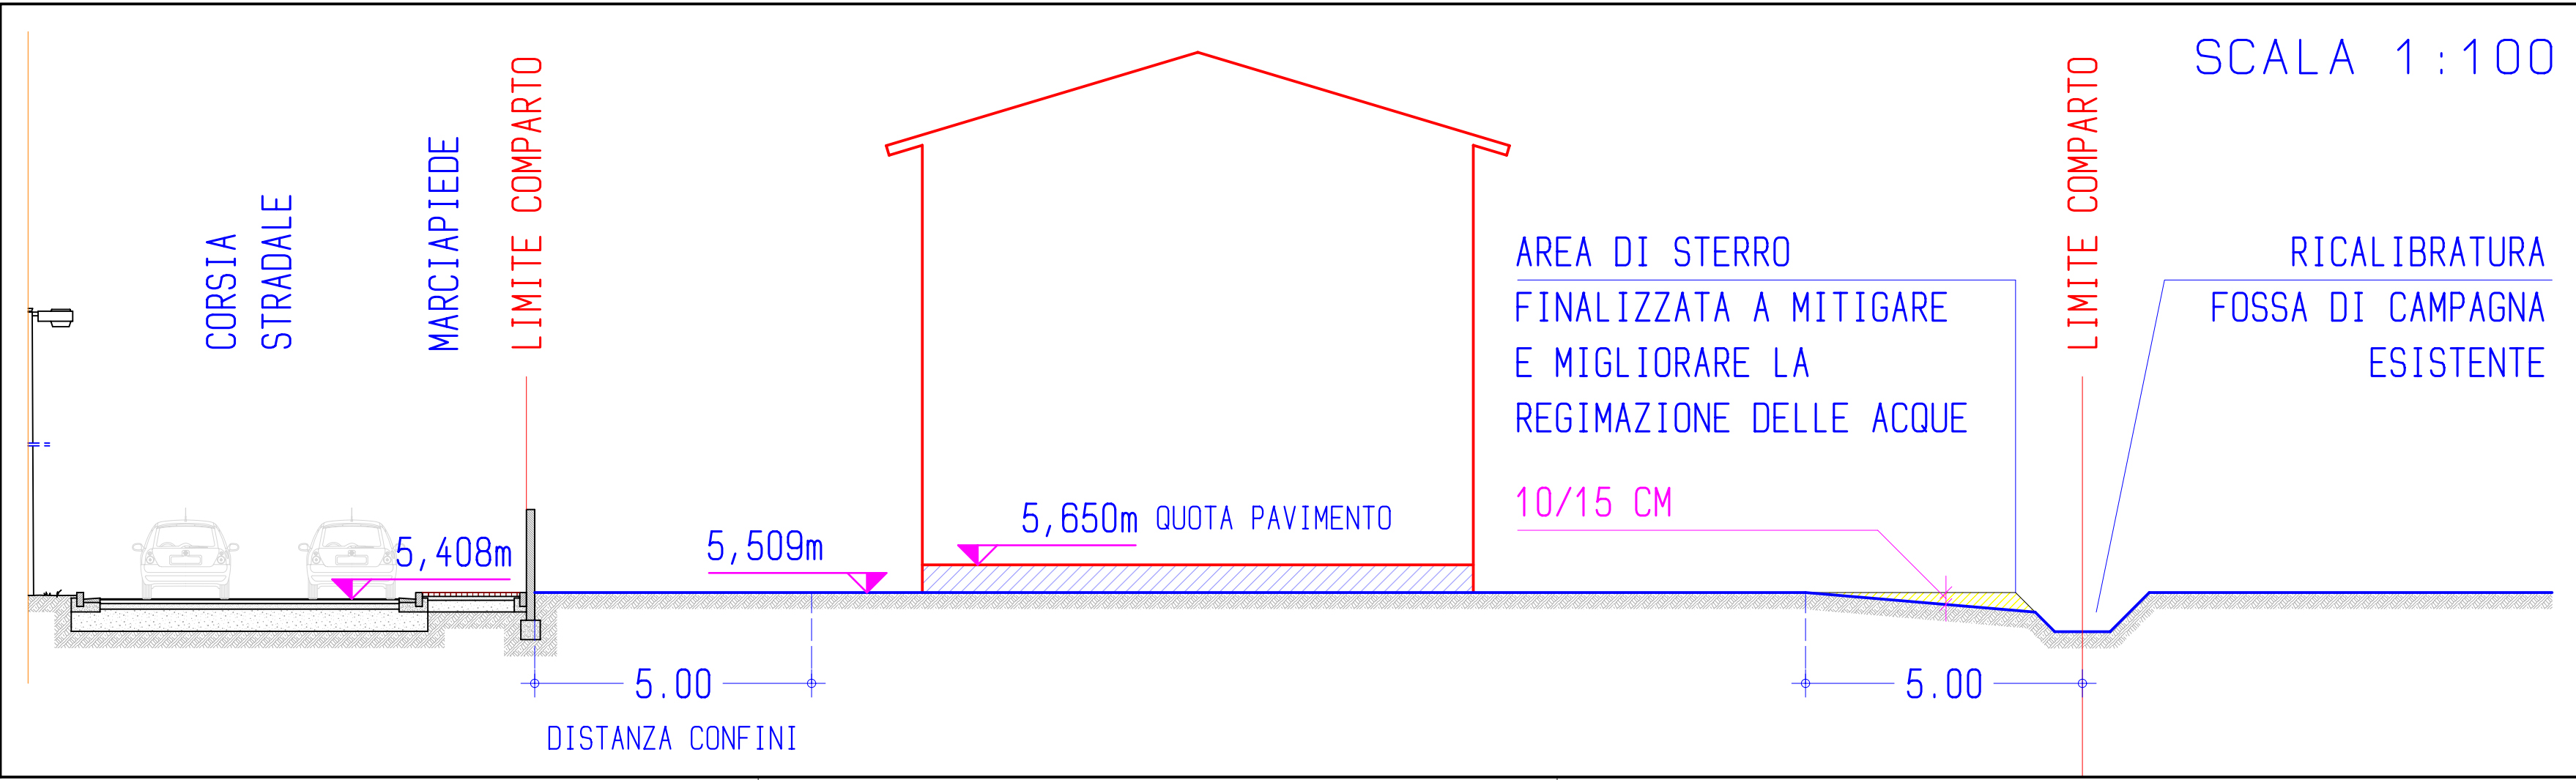 SCALA 1:100
CORSIA
STRADALE
MARCIAPIEDE
LIMITE COMPARTO
LIMITE COMPARTO
AREA DI STERRO
FINALIZZATA A MITIGARE
E MIGLIORARE LA
REGIMAZIONE DELLE ACQUE
10/15 CM
RICALIBRATURA
FOSSA DI CAMPAGNA
ESISTENTE
5,408m
5,509m
5,650m QUOTA PAVIMENTO
5.00
DISTANZA CONFINI
5.00